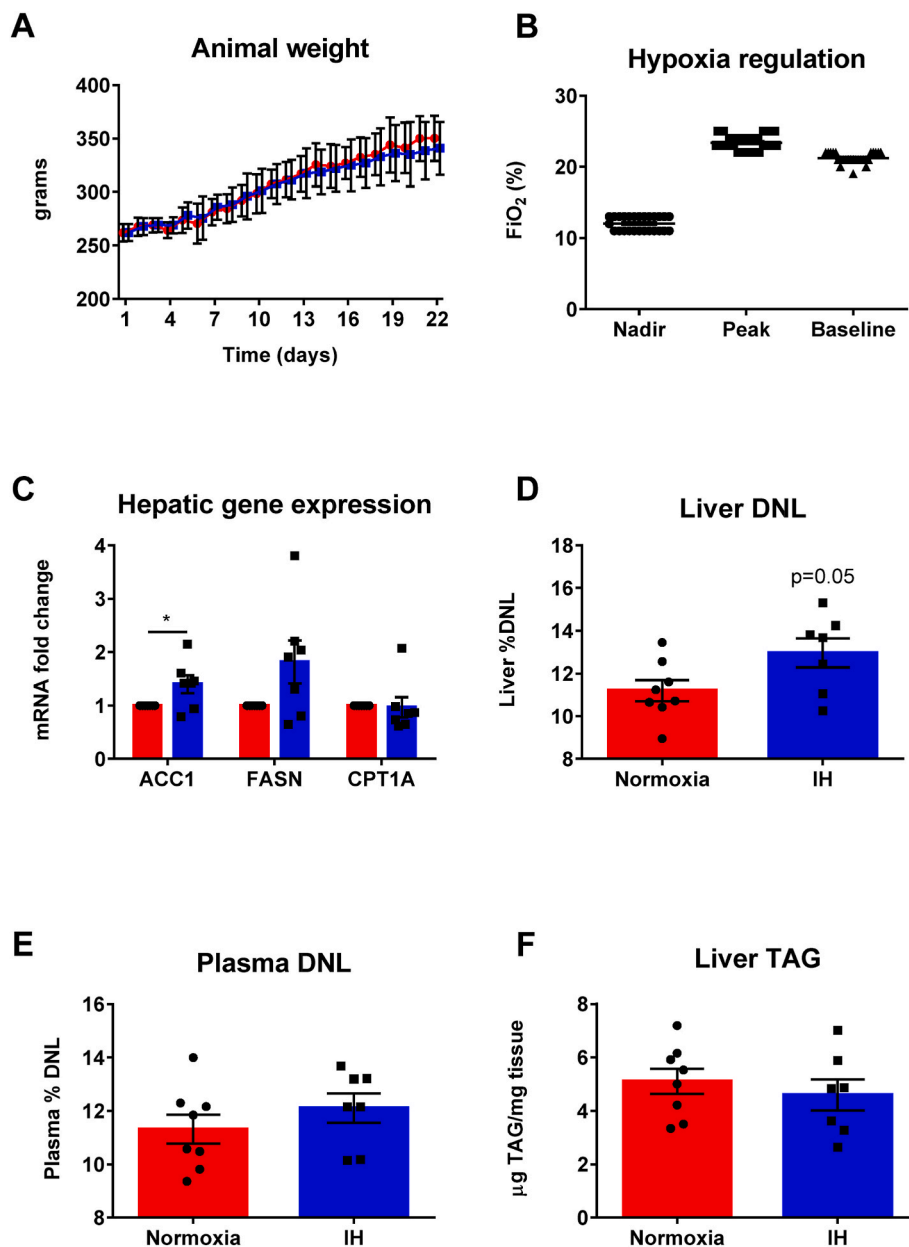 A
Animal weight
grams
400
350
300
250
200
1 4 7 10 13 16 19 22
Time (days)
B
Hypoxia regulation
FiO₂ (%)
30
20
10
0
Nadir Peak Baseline
C
Hepatic gene expression
mRNA fold change
4
3
2
1
0
*
ACC1 FASN CPT1A
D
Liver DNL
Liver %DNL
18
16
14
12
10
8
p=0.05
Normoxia IH
E
Plasma DNL
Plasma % DNL
16
14
12
10
8
Normoxia IH
F
Liver TAG
μg TAG/mg tissue
8
6
4
2
0
Normoxia IH